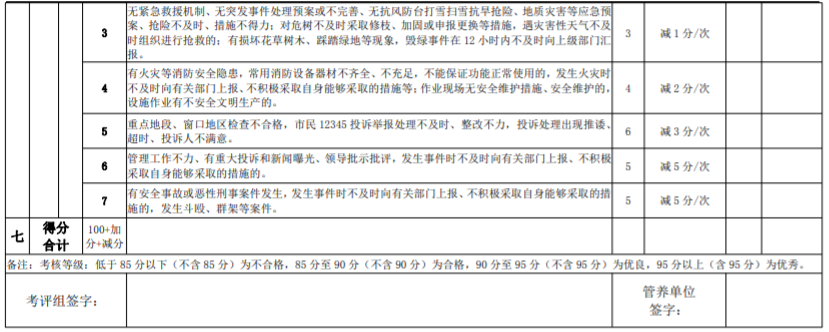 无紧急救援机制、无突发事件处理预案或不完善、无抗风防台打雪扫雪抗旱抢险、地质灾害等应急预
案、抢险不及时、措施不得力；对危树不及时采取修枝、加固或申报更换等措施，遇灾害性天气不及
时组织进行抢救的；有损坏花草树木、踩踏绿地等现象，毁绿事件在 12 小时内不及时向上级部门汇
报。
3
3
减 1 分/次
有火灾等消防安全隐患，常用消防设备器材不齐全、不充足，不能保证功能正常使用的，发生火灾时
不及时向有关部门上报、不积极采取自身能够采取的措施等；作业现场无安全维护措施、安全维护的，
设施作业有不安全文明生产的。
4
4
减 2 分/次
重点地段、窗口地区检查不合格，市民 12345 投诉举报处理不及时、整改不力，投诉处理出现推诿、
超时、投诉人不满意。
5
6
减 3 分/次
管理工作不力、有重大投诉和新闻曝光、领导批示批评，发生事件时不及时向有关部门上报、不积极
采取自身能够采取的措施的。
6
5
减 5 分/次
有安全事故或恶性刑事案件发生，发生事件时不及时向有关部门上报、不积极采取自身能够采取的措
施的，发生斗殴、群架等案件。
7
5
减 5 分/次
七
得分
合计
100+加
分+减分
备注：考核等级：低于 85 分以下（不含 85 分）为不合格，85 分至 90 分（不含 90 分）为合格，90 分至 95 分（不含 95 分）为优良，95 分以上（含 95 分）为优秀。
考评组签字：
管养单位
签字：